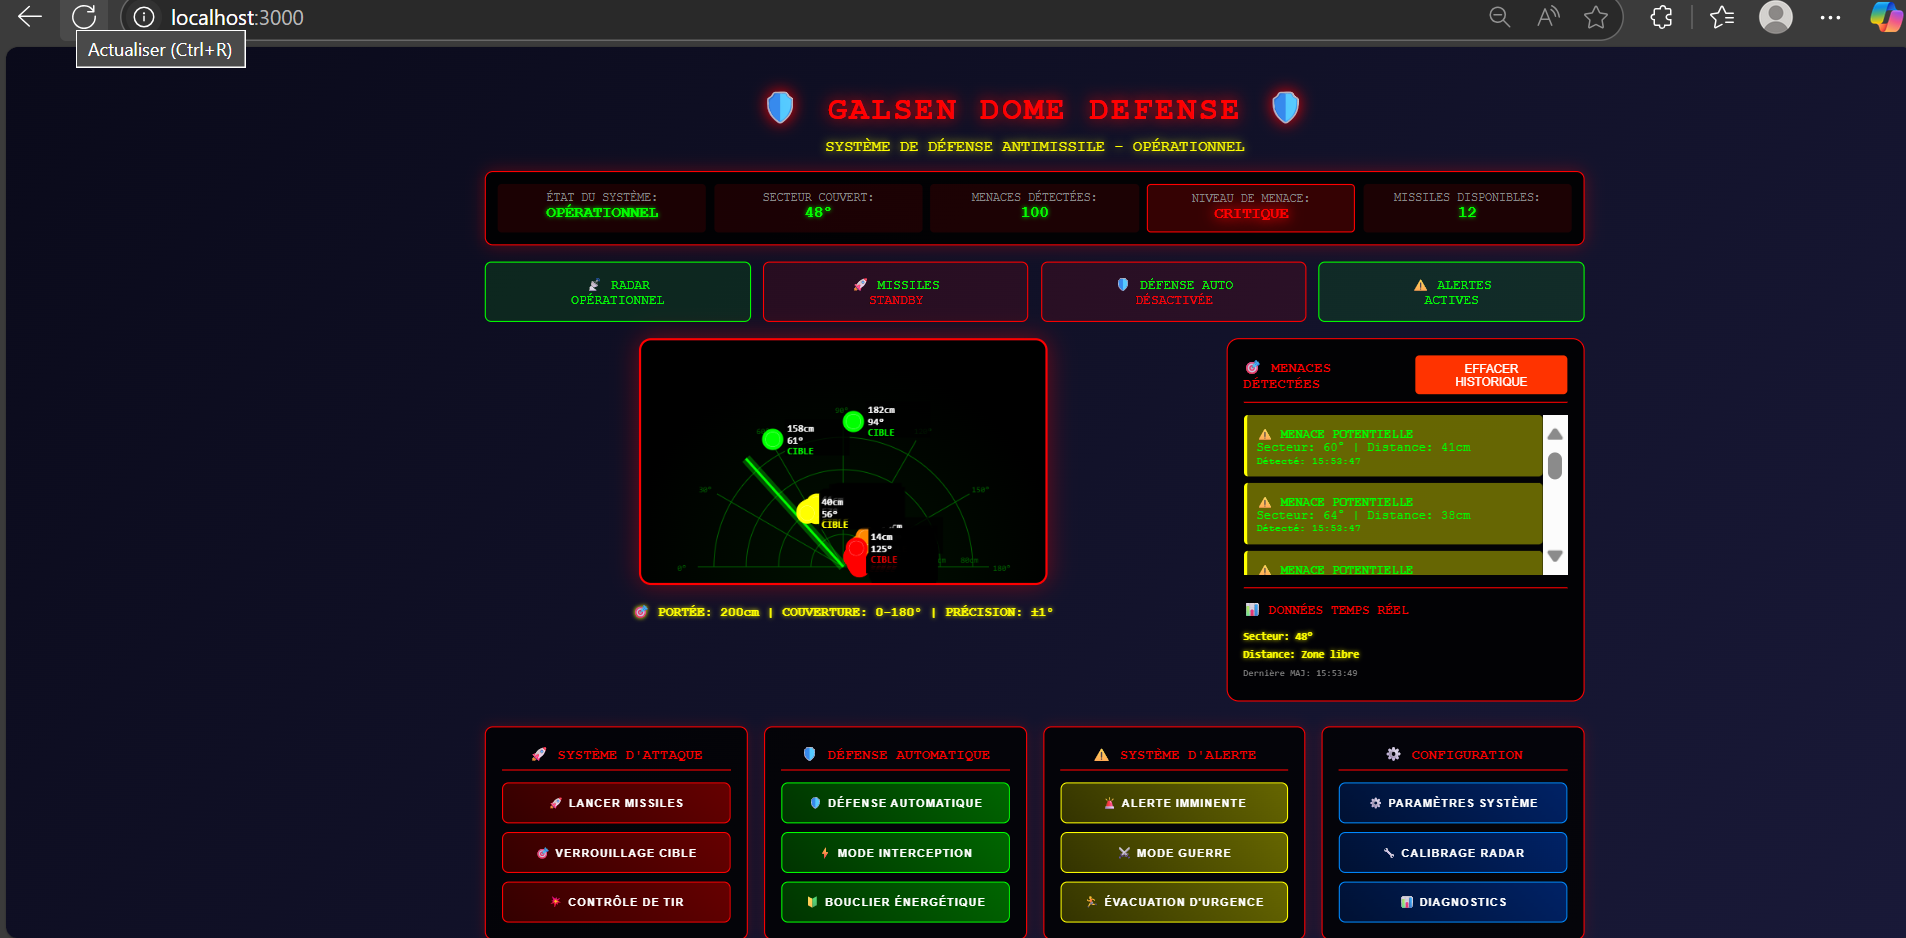 localhost:3000
Actualiser (Ctrl+R)
GALSEN DOME DEFENSE
SYSTÈME DE DÉFENSE ANTIMISSILE - OPÉRATIONNEL
ÉTAT DU SYSTÈME:
OPÉRATIONNEL
SECTEUR COUVERT:
48°
MENACES DÉTECTÉES:
100
NIVEAU DE MENACE:
CRITIQUE
MISSILES DISPONIBLES:
12
RADAR
OPÉRATIONNEL
MISSILES
STANDBY
DÉFENSE AUTO
DÉSACTIVÉE
ALERTES
ACTIVES
182cm
94°
CIBLE
158cm
61°
CIBLE
40cm
56°
CIBLE
14cm
125°
CIBLE
0°
30°
90°
150°
180°
PORTÉE: 200cm | COUVERTURE: 0-180° | PRÉCISION: ±1°
MENACES
DÉTECTÉES
EFFACER
HISTORIQUE
MENACE POTENTIELLE
Secteur: 60° | Distance: 41cm
Détecté: 15:53:47
MENACE POTENTIELLE
Secteur: 64° | Distance: 38cm
Détecté: 15:53:47
MENACE POTENTIELLE
DONNÉES TEMPS RÉEL
Secteur: 48°
Distance: Zone libre
Dernière MAJ: 15:53:49
SYSTÈME D'ATTAQUE
LANCER MISSILES
VERROUILLAGE CIBLE
CONTRÔLE DE TIR
DÉFENSE AUTOMATIQUE
DÉFENSE AUTOMATIQUE
MODE INTERCEPTION
BOUCLIER ÉNERGÉTIQUE
SYSTÈME D'ALERTE
ALERTE IMMINENTE
MODE GUERRE
ÉVACUATION D'URGENCE
CONFIGURATION
PARAMÈTRES SYSTÈME
CALIBRAGE RADAR
DIAGNOSTICS